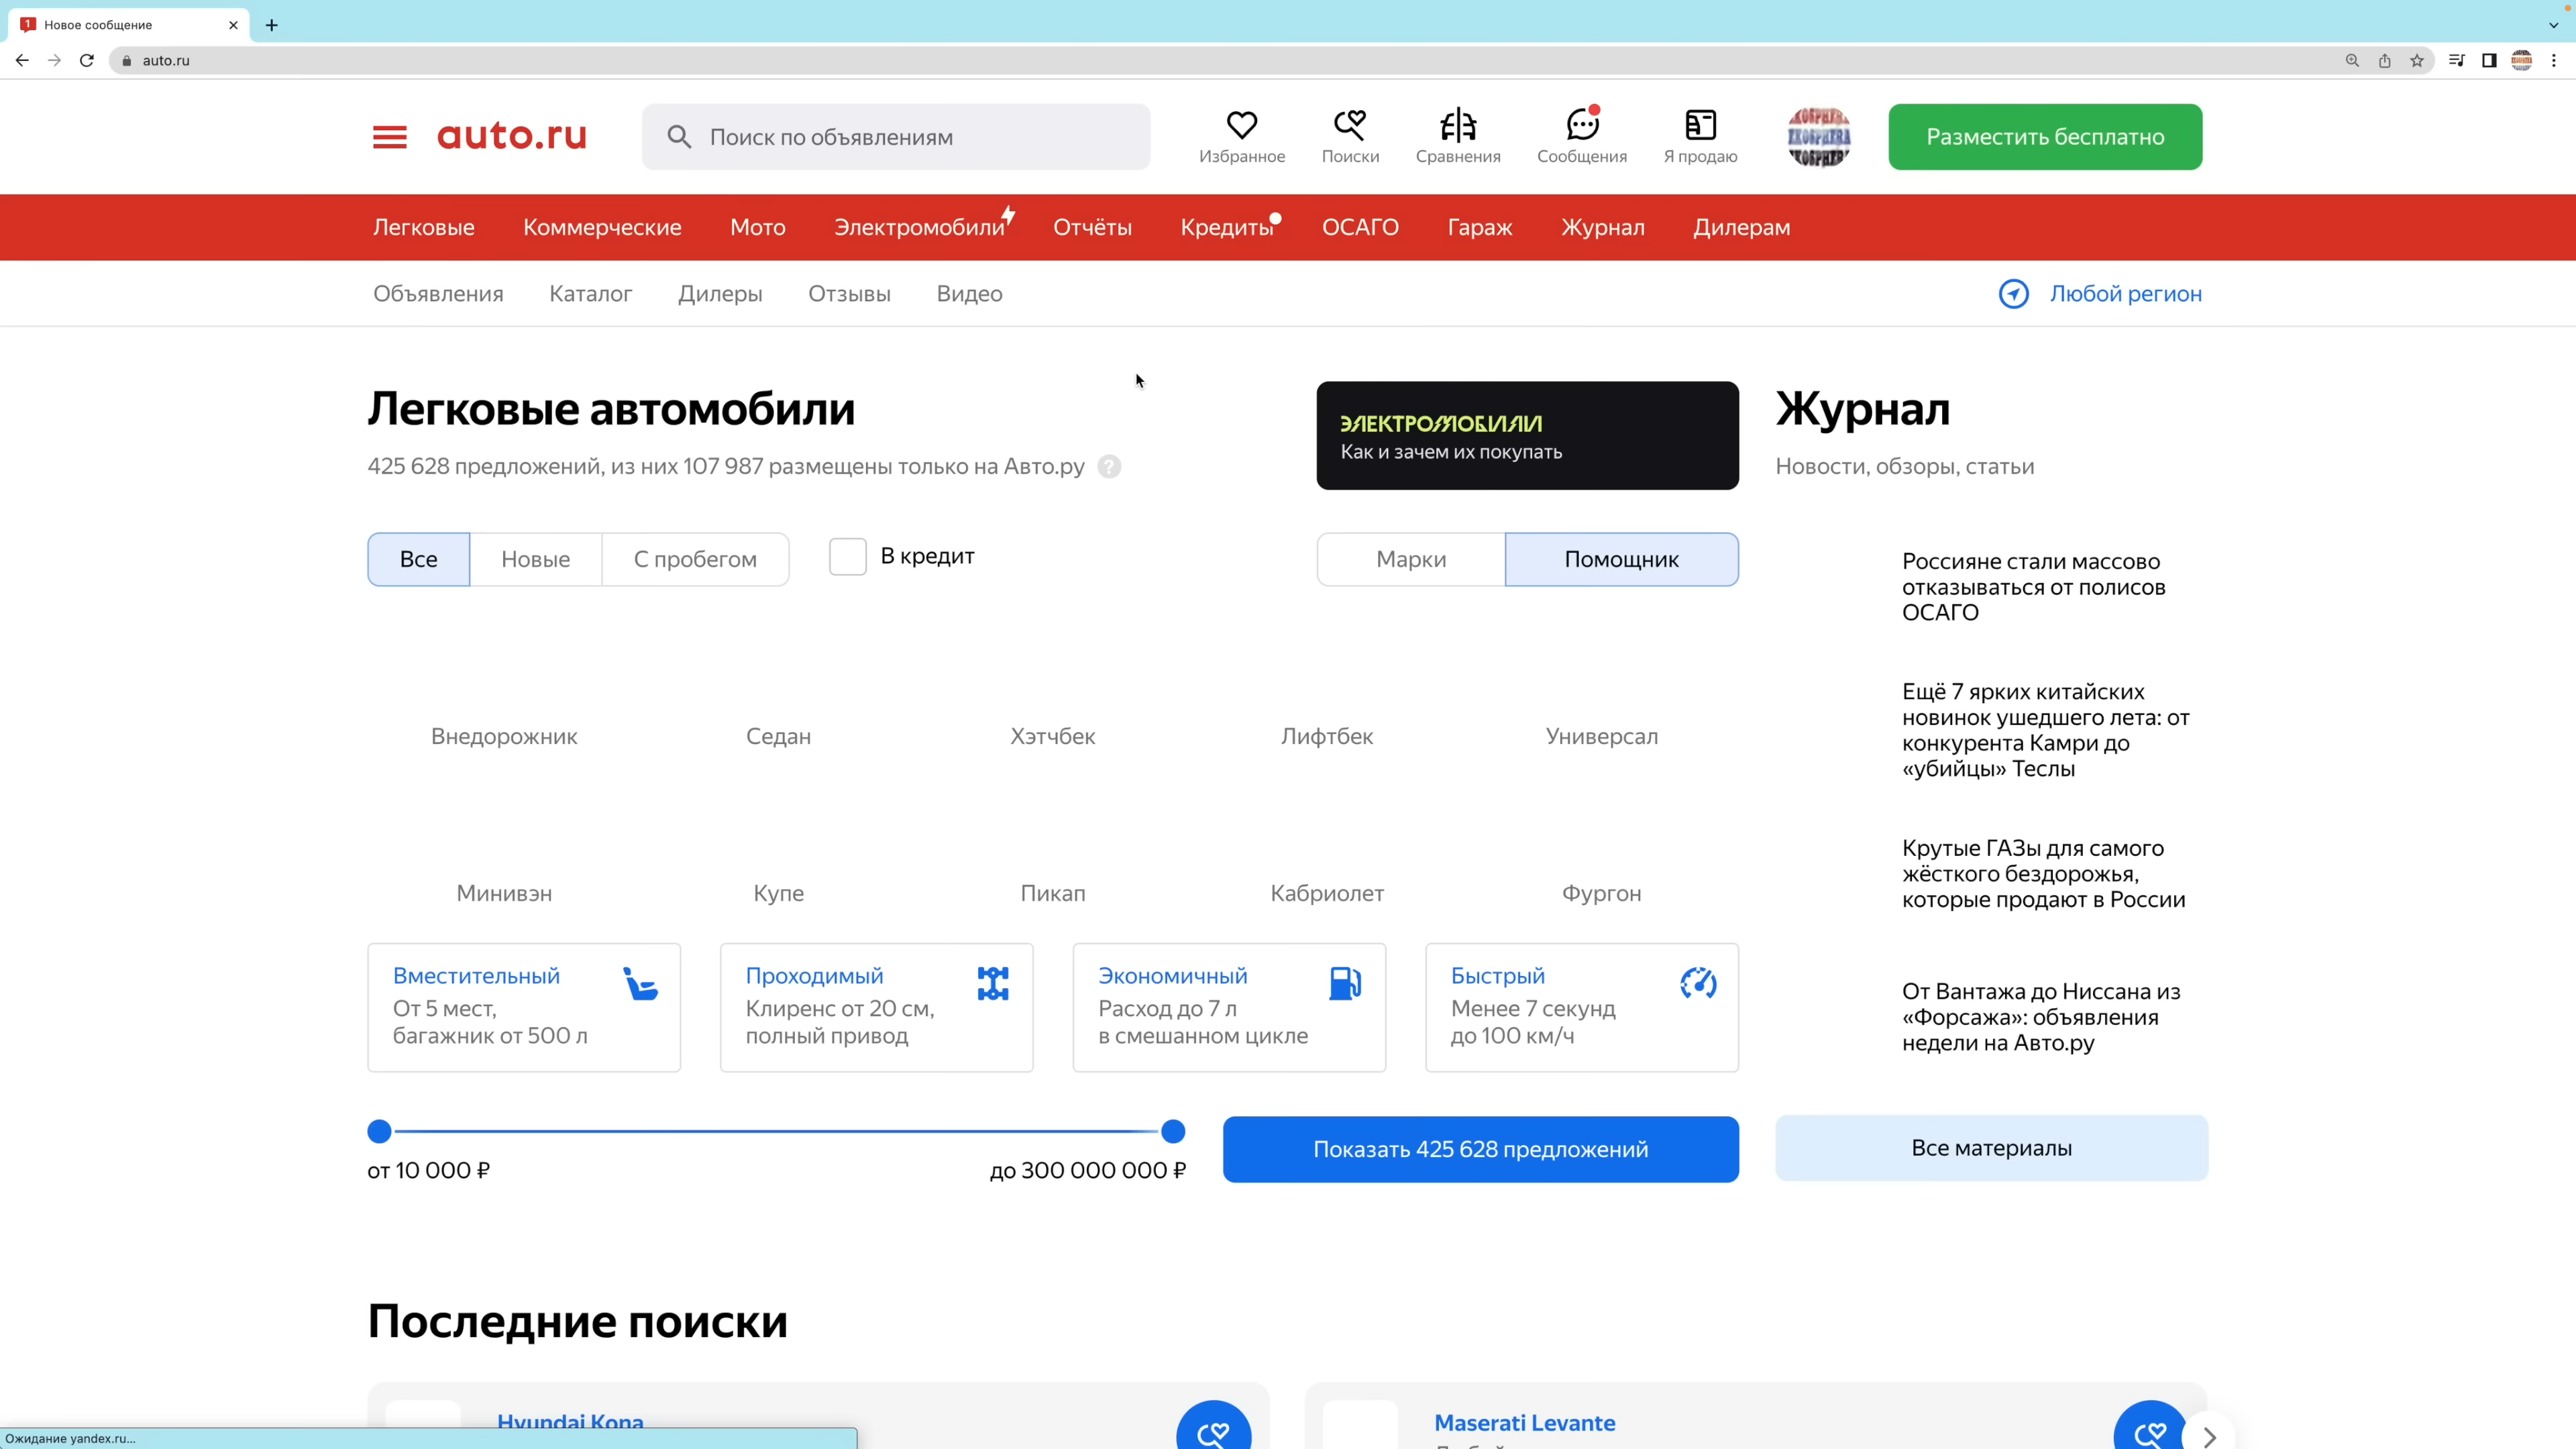 Новое сообщение
auto.ru
auto.ru
Поиск по объявлениям
Избранное
Поиски
Сравнения
Сообщения
Я продаю
Разместить бесплатно
Легковые
Коммерческие
Мото
Электромобили
Отчёты
Кредиты
ОСАГО
Гараж
Журнал
Дилерам
Объявления
Каталог
Дилеры
Отзывы
Видео
Любой регион
Легковые автомобили
425 628 предложений, из них 107 987 размещены только на Авто.ру
?
ЭЛЕКТРОМОБИЛИ
Как и зачем их покупать
Все
Новые
С пробегом
В кредит
Марки
Помощник
Внедорожник
Седан
Хэтчбек
Лифтбек
Универсал
Минивэн
Купе
Пикап
Кабриолет
Фургон
Вместительный
От 5 мест,
багажник от 500 л
Проходимый
Клиренс от 20 см,
полный привод
Экономичный
Расход до 7 л
в смешанном цикле
Быстрый
Менее 7 секунд
до 100 км/ч
от 10 000 ₽
до 300 000 000 ₽
Показать 425 628 предложений
Журнал
Новости, обзоры, статьи
Россияне стали массово
отказываться от полисов
ОСАГО
Ещё 7 ярких китайских
новинок ушедшего лета: от
конкурента Камри до
«убийцы» Теслы
Крутые ГАЗы для самого
жёсткого бездорожья,
которые продают в России
От Вантажа до Ниссана из
«Форсажа»: объявления
недели на Авто.ру
Все материалы
Последние поиски
Hyundai Kona
Maserati Levante
Ожидание yandex.ru...